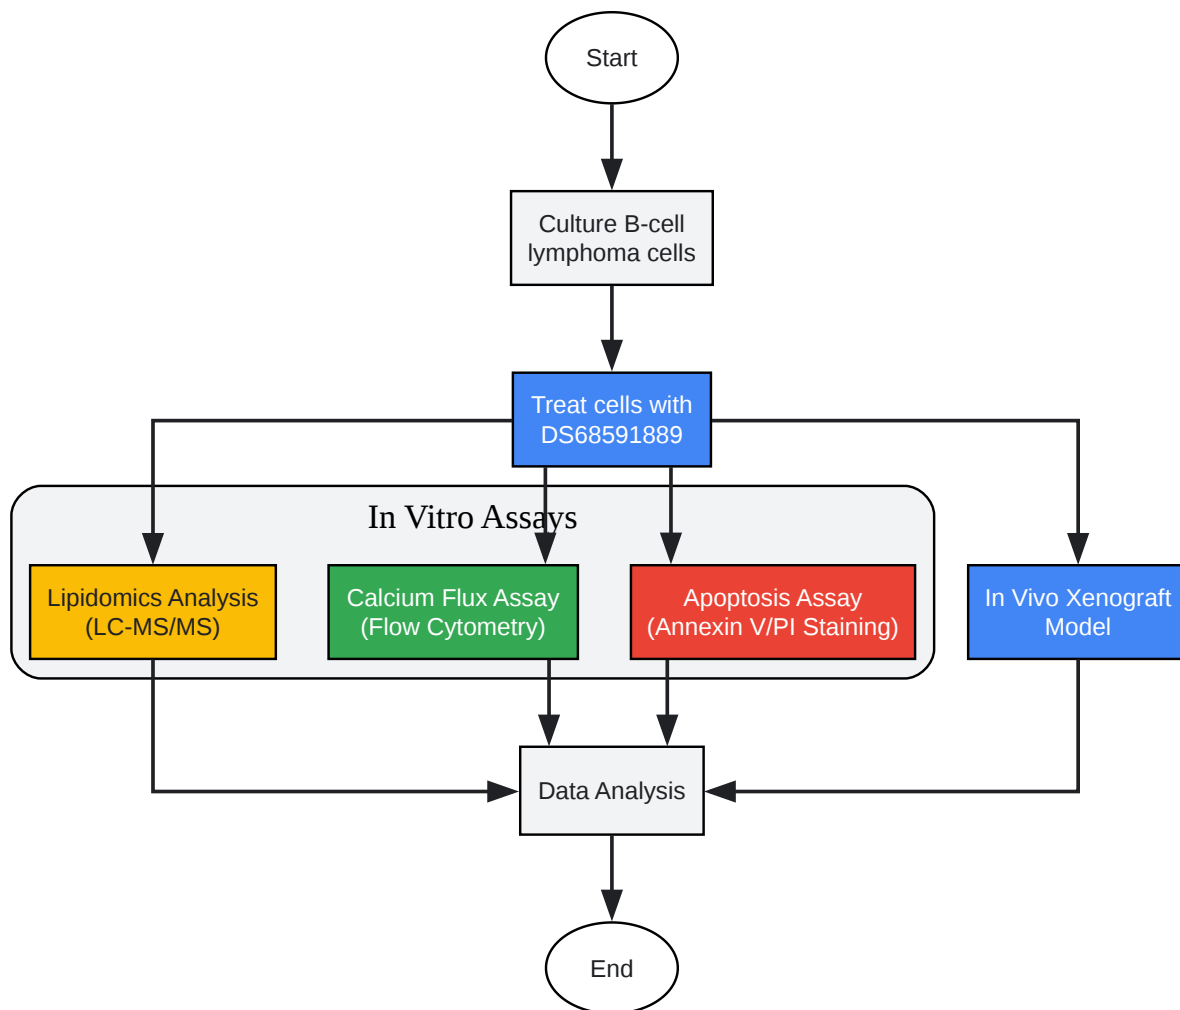 Start
Culture B-cell
lymphoma cells
Treat cells with
DS68591889
In Vitro Assays
Lipidomics Analysis
(LC-MS/MS)
Calcium Flux Assay
(Flow Cytometry)
Apoptosis Assay
(Annexin V/PI Staining)
In Vivo Xenograft
Model
Data Analysis
End